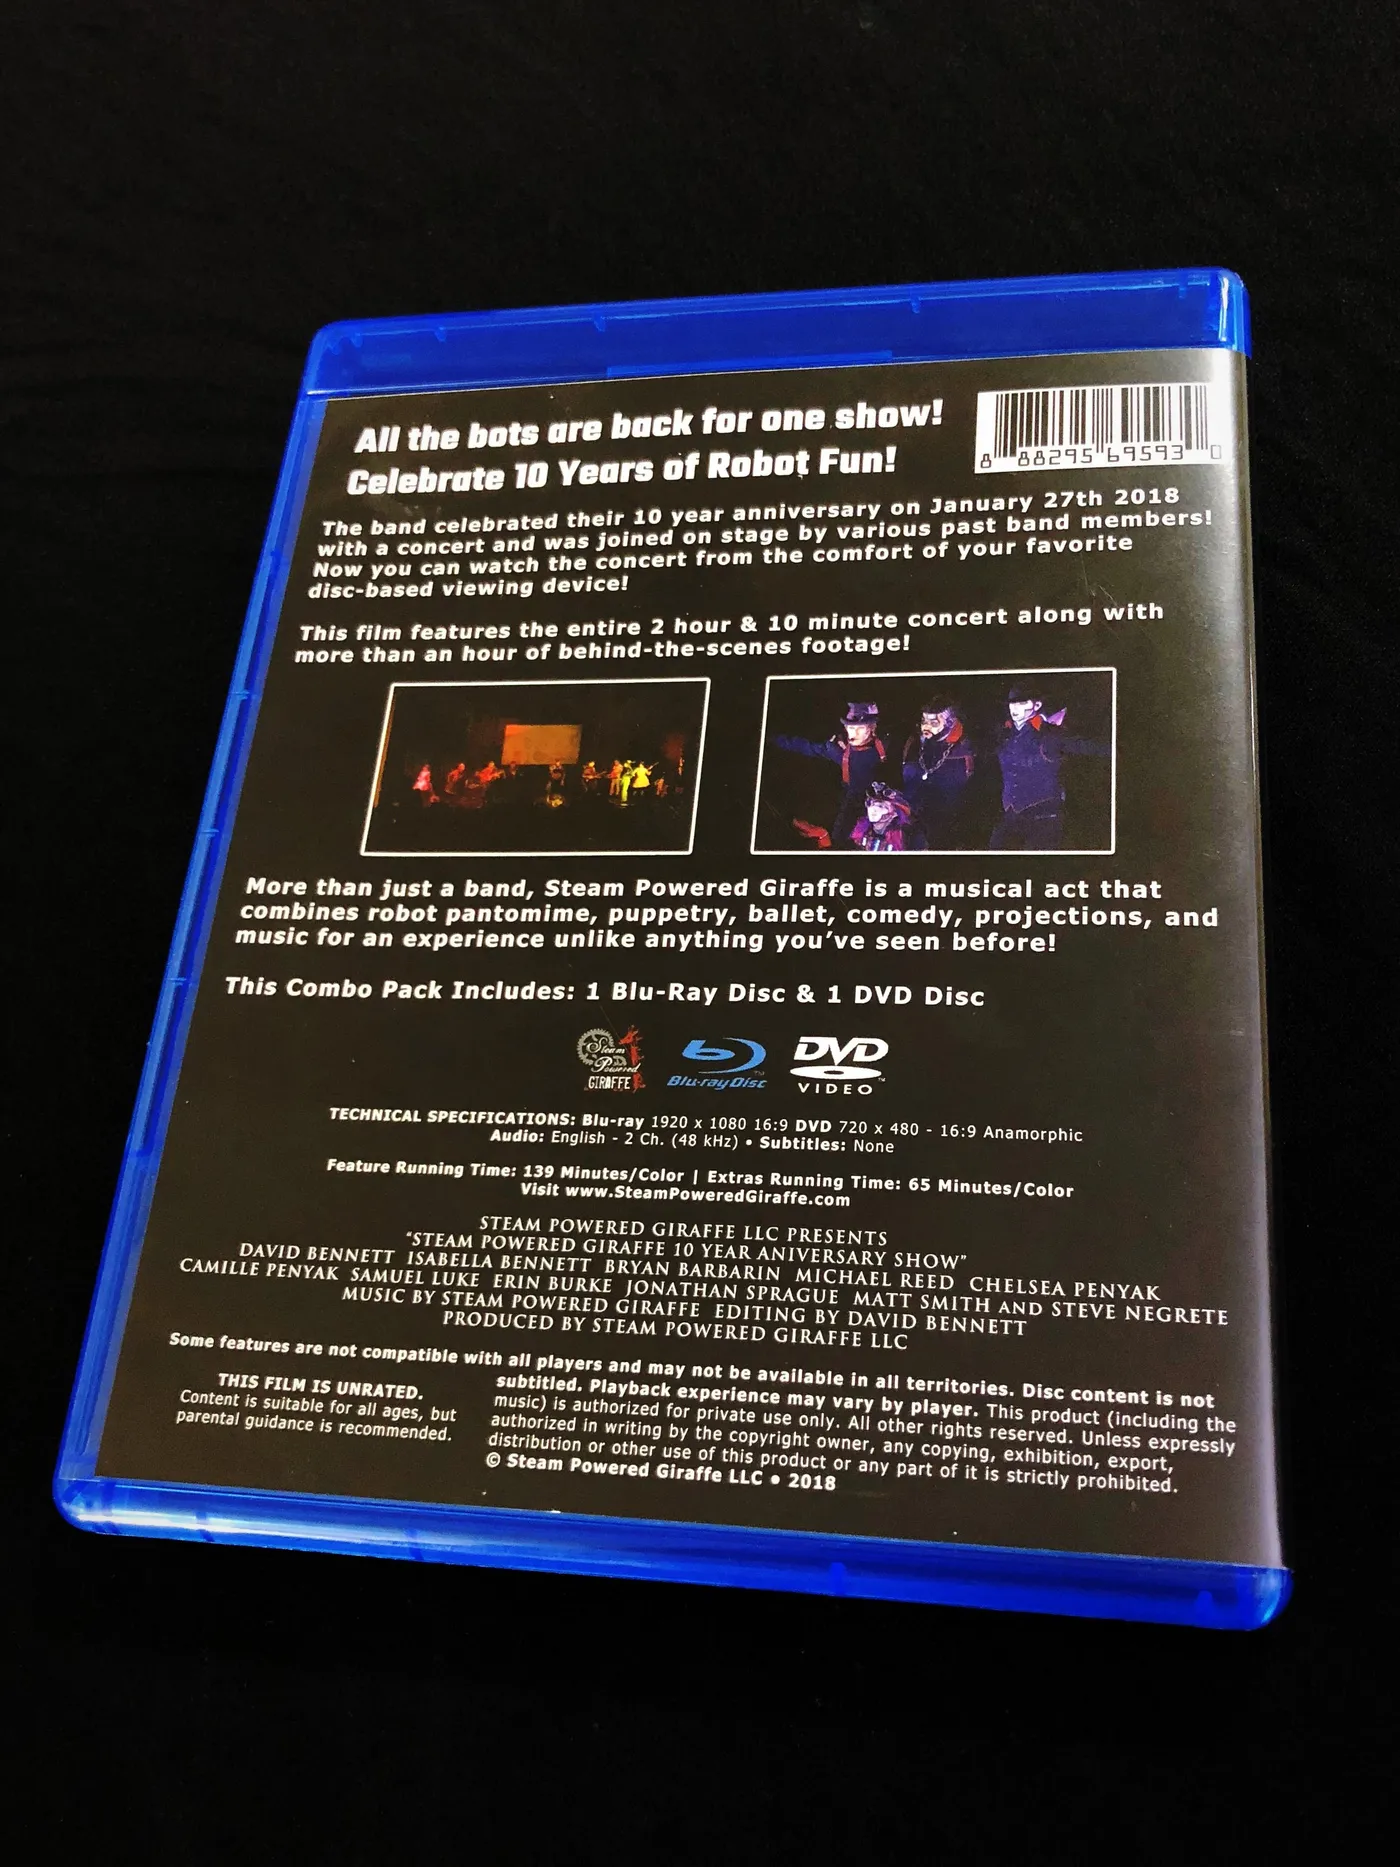 All the bots are back for one show!
Celebrate 10 Years of Robot Fun!
8 88295 69593 0
The band celebrated their 10 year anniversary on January 27th 2018
with a concert and was joined on stage by various past band members!
Now you can watch the concert from the comfort of your favorite
disc-based viewing device!
This film features the entire 2 hour & 10 minute concert along with
more than an hour of behind-the-scenes footage!
More than just a band, Steam Powered Giraffe is a musical act that
combines robot pantomime, puppetry, ballet, comedy, projections, and
music for an experience unlike anything you've seen before!
This Combo Pack Includes: 1 Blu-Ray Disc & 1 DVD Disc
Steam
Powered
GIRAFFE
Blu-ray Disc™
DVD
VIDEO™
TECHNICAL SPECIFICATIONS: Blu-ray 1920 x 1080 16:9 DVD 720 x 480 - 16:9 Anamorphic
Audio: English - 2 Ch. (48 kHz) • Subtitles: None
Feature Running Time: 139 Minutes/Color | Extras Running Time: 65 Minutes/Color
Visit www.SteamPoweredGiraffe.com
STEAM POWERED GIRAFFE LLC PRESENTS
"STEAM POWERED GIRAFFE 10 YEAR ANIVERSARY SHOW"
DAVID BENNETT ISABELLA BENNETT BRYAN BARBARIN MICHAEL REED CHELSEA PENYAK
CAMILLE PENYAK SAMUEL LUKE ERIN BURKE JONATHAN SPRAGUE MATT SMITH AND STEVE NEGRETE
MUSIC BY STEAM POWERED GIRAFFE EDITING BY DAVID BENNETT
PRODUCED BY STEAM POWERED GIRAFFE LLC
Some features are not compatible with all players and may not be available in all territories. Disc content is not
subtitled. Playback experience may vary by player. This product (including the
music) is authorized for private use only. All other rights reserved. Unless expressly
authorized in writing by the copyright owner, any copying, exhibition, export,
distribution or other use of this product or any part of it is strictly prohibited.
© Steam Powered Giraffe LLC • 2018
THIS FILM IS UNRATED.
Content is suitable for all ages, but
parental guidance is recommended.